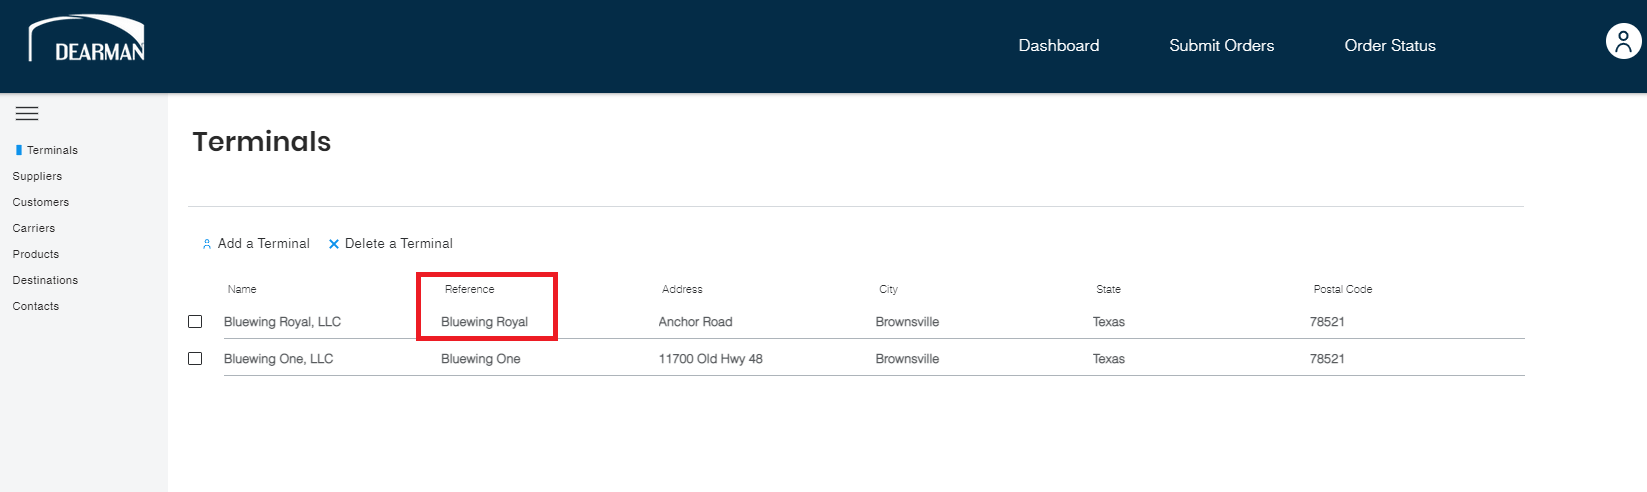 DEARMAN
Dashboard Submit Orders Order Status
Terminals
Suppliers
Customers
Carriers
Products
Destinations
Contacts
Terminals
Add a Terminal Delete a Terminal
Name Reference Address City State Postal Code
Bluewing Royal, LLC Bluewing Royal Anchor Road Brownsville Texas 78521
Bluewing One, LLC Bluewing One 11700 Old Hwy 48 Brownsville Texas 78521